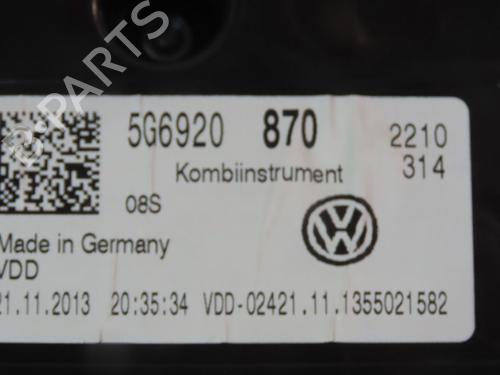 5G6920 870 2210
Kombiinstrument 314
08S
Made in Germany
VDD
21.11.2013 20:35:34 VDD-02421.11.1355021582
B-PARTS